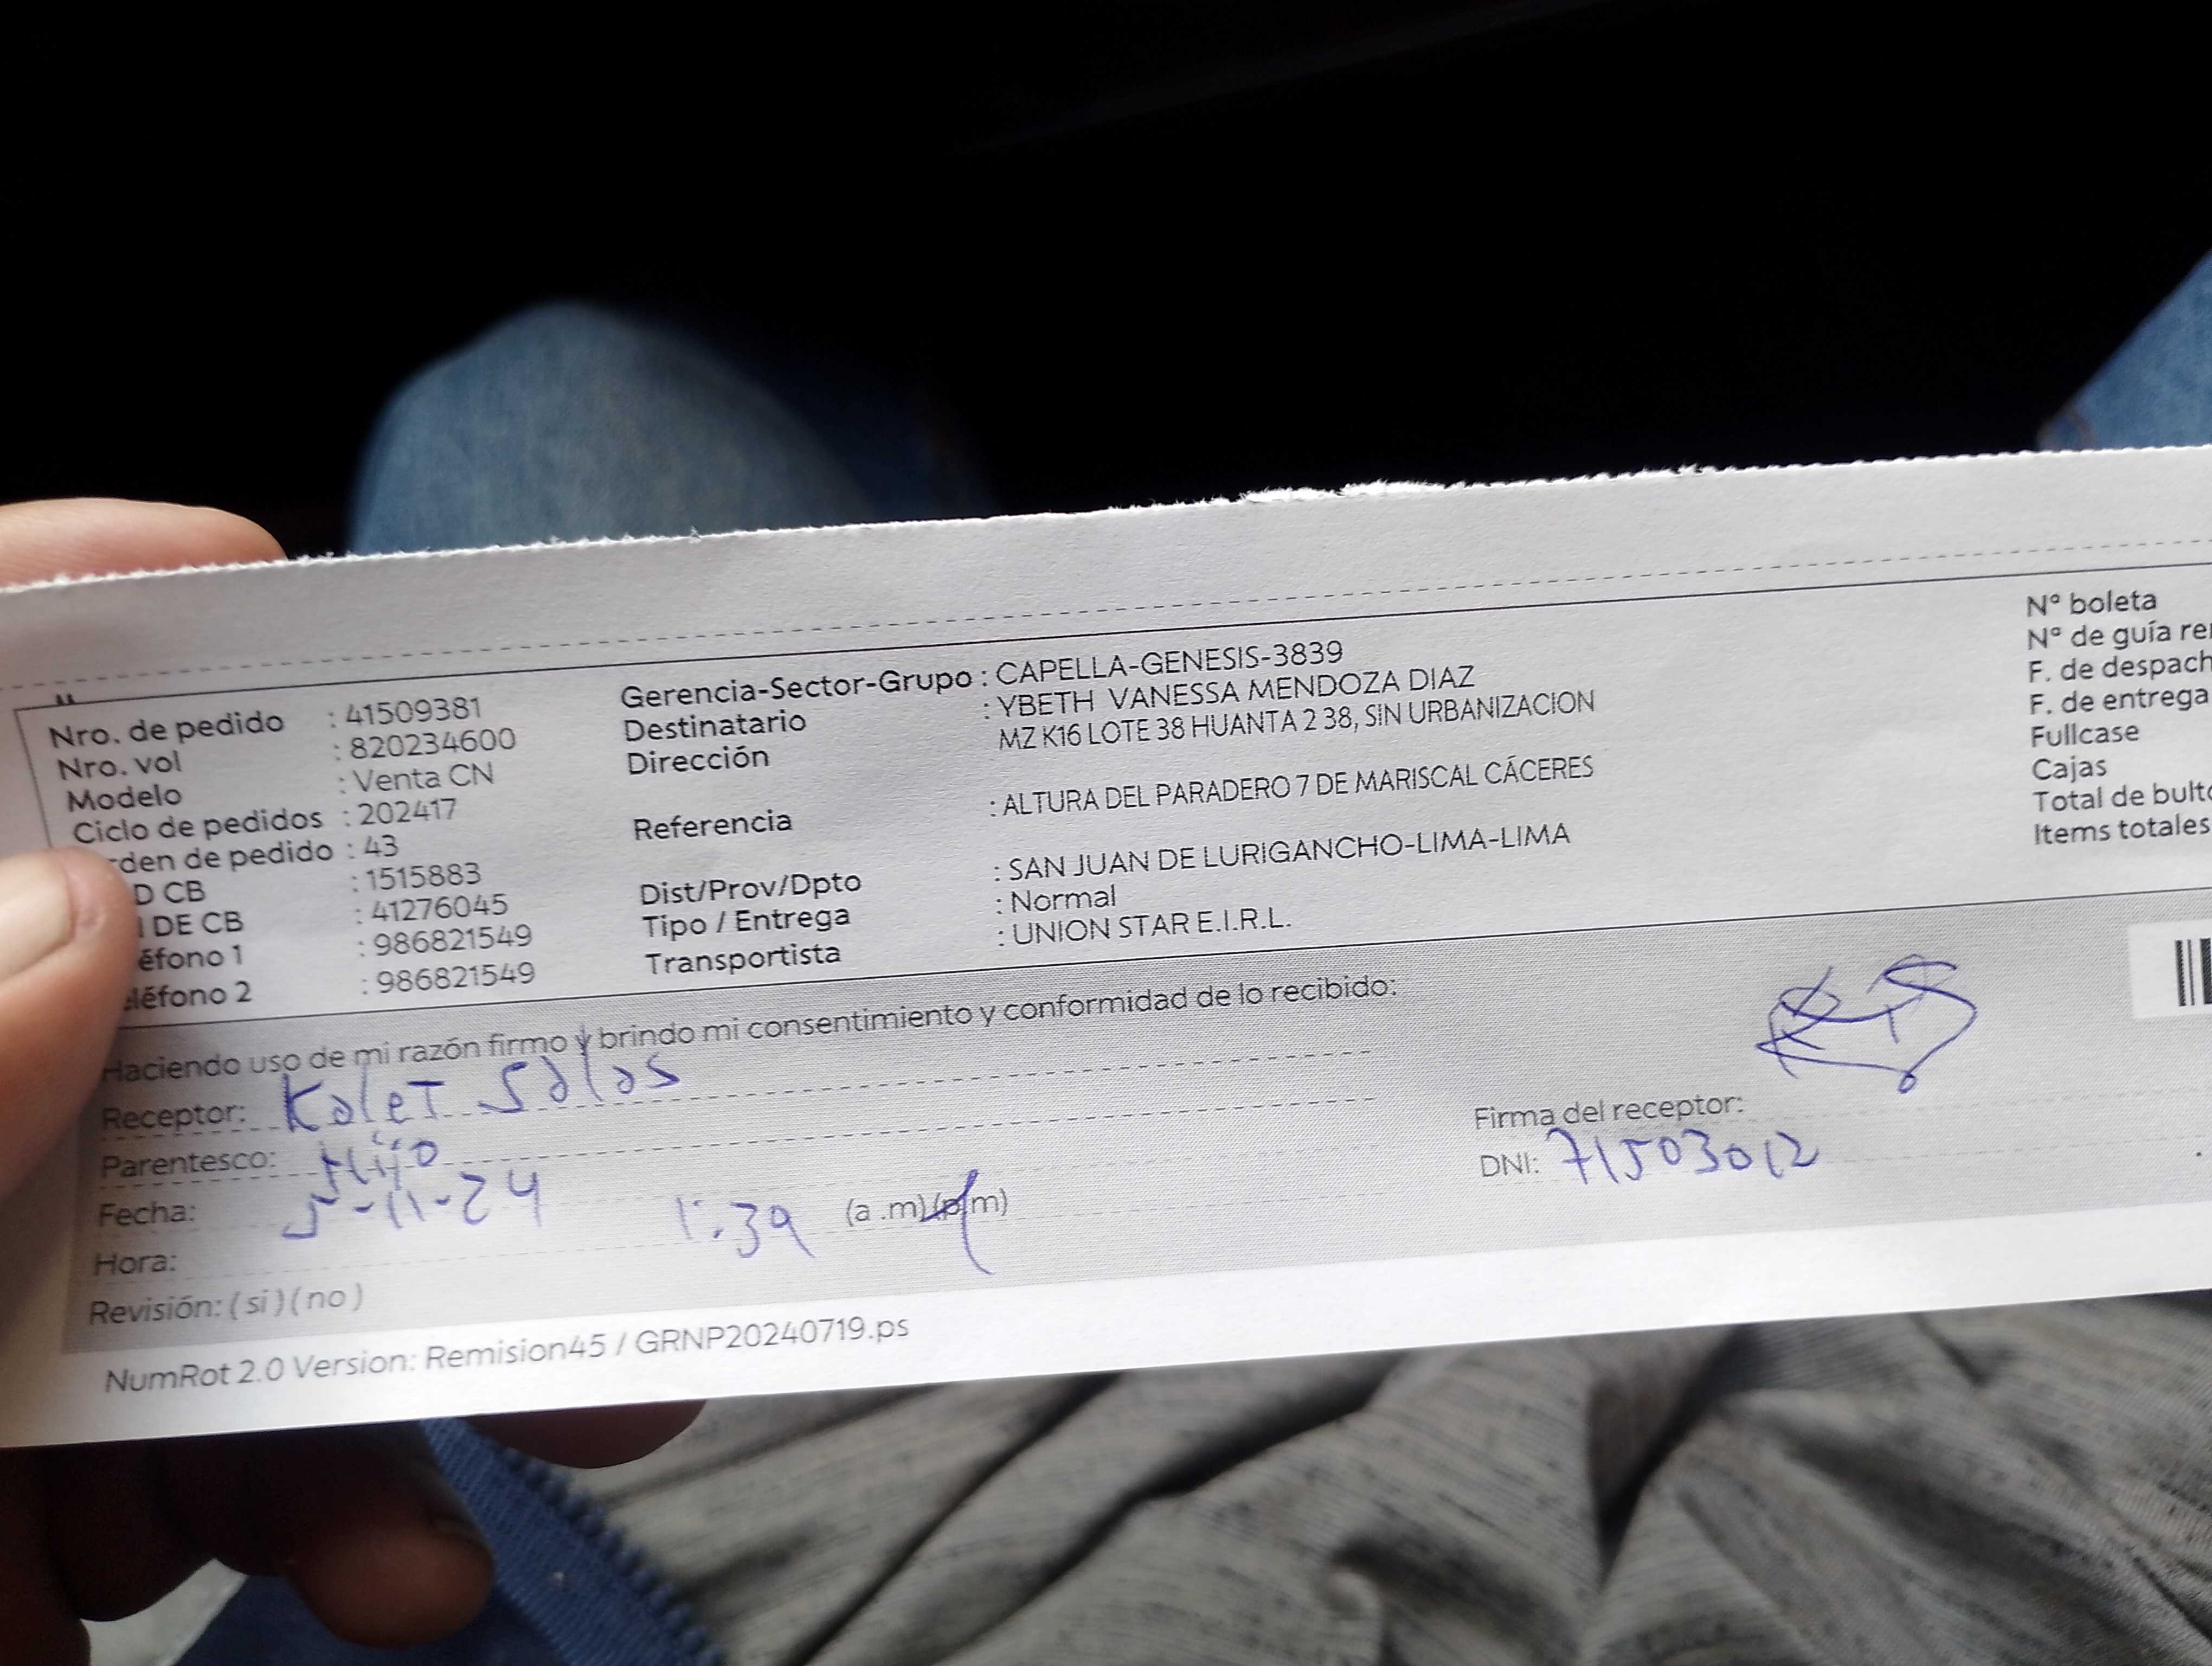 Nro. de pedido : 41509381
Nro. vol : 820234600
Modelo : Venta CN
Ciclo de pedidos : 202417
rden de pedido : 43
D CB : 1515883
DE CB : 41276045
éfono 1 : 986821549
eléfono 2 : 986821549
Gerencia-Sector-Grupo : CAPELLA-GENESIS-3839
Destinatario : YBETH VANESSA MENDOZA DIAZ
Dirección MZ K16 LOTE 38 HUANTA 2 38, SIN URBANIZACION
Referencia : ALTURA DEL PARADERO 7 DE MARISCAL CÁCERES
Dist/Prov/Dpto : SAN JUAN DE LURIGANCHO-LIMA-LIMA
Tipo / Entrega : Normal
Transportista : UNION STAR E.I.R.L.
N° boleta
N° de guía re
F. de despach
F. de entrega
Fullcase
Cajas
Total de bulto
Items totales
Haciendo uso de mi razón firmo y brindo mi consentimiento y conformidad de lo recibido:
Receptor: Kalet Salas
Parentesco: Hijo
Fecha: 5-11-24
Hora: 1:39 (a .m) (p.m)
Revisión: ( si ) ( no )
Firma del receptor:
DNI: 71503012
NumRot 2.0 Version: Remision45 / GRNP20240719.ps